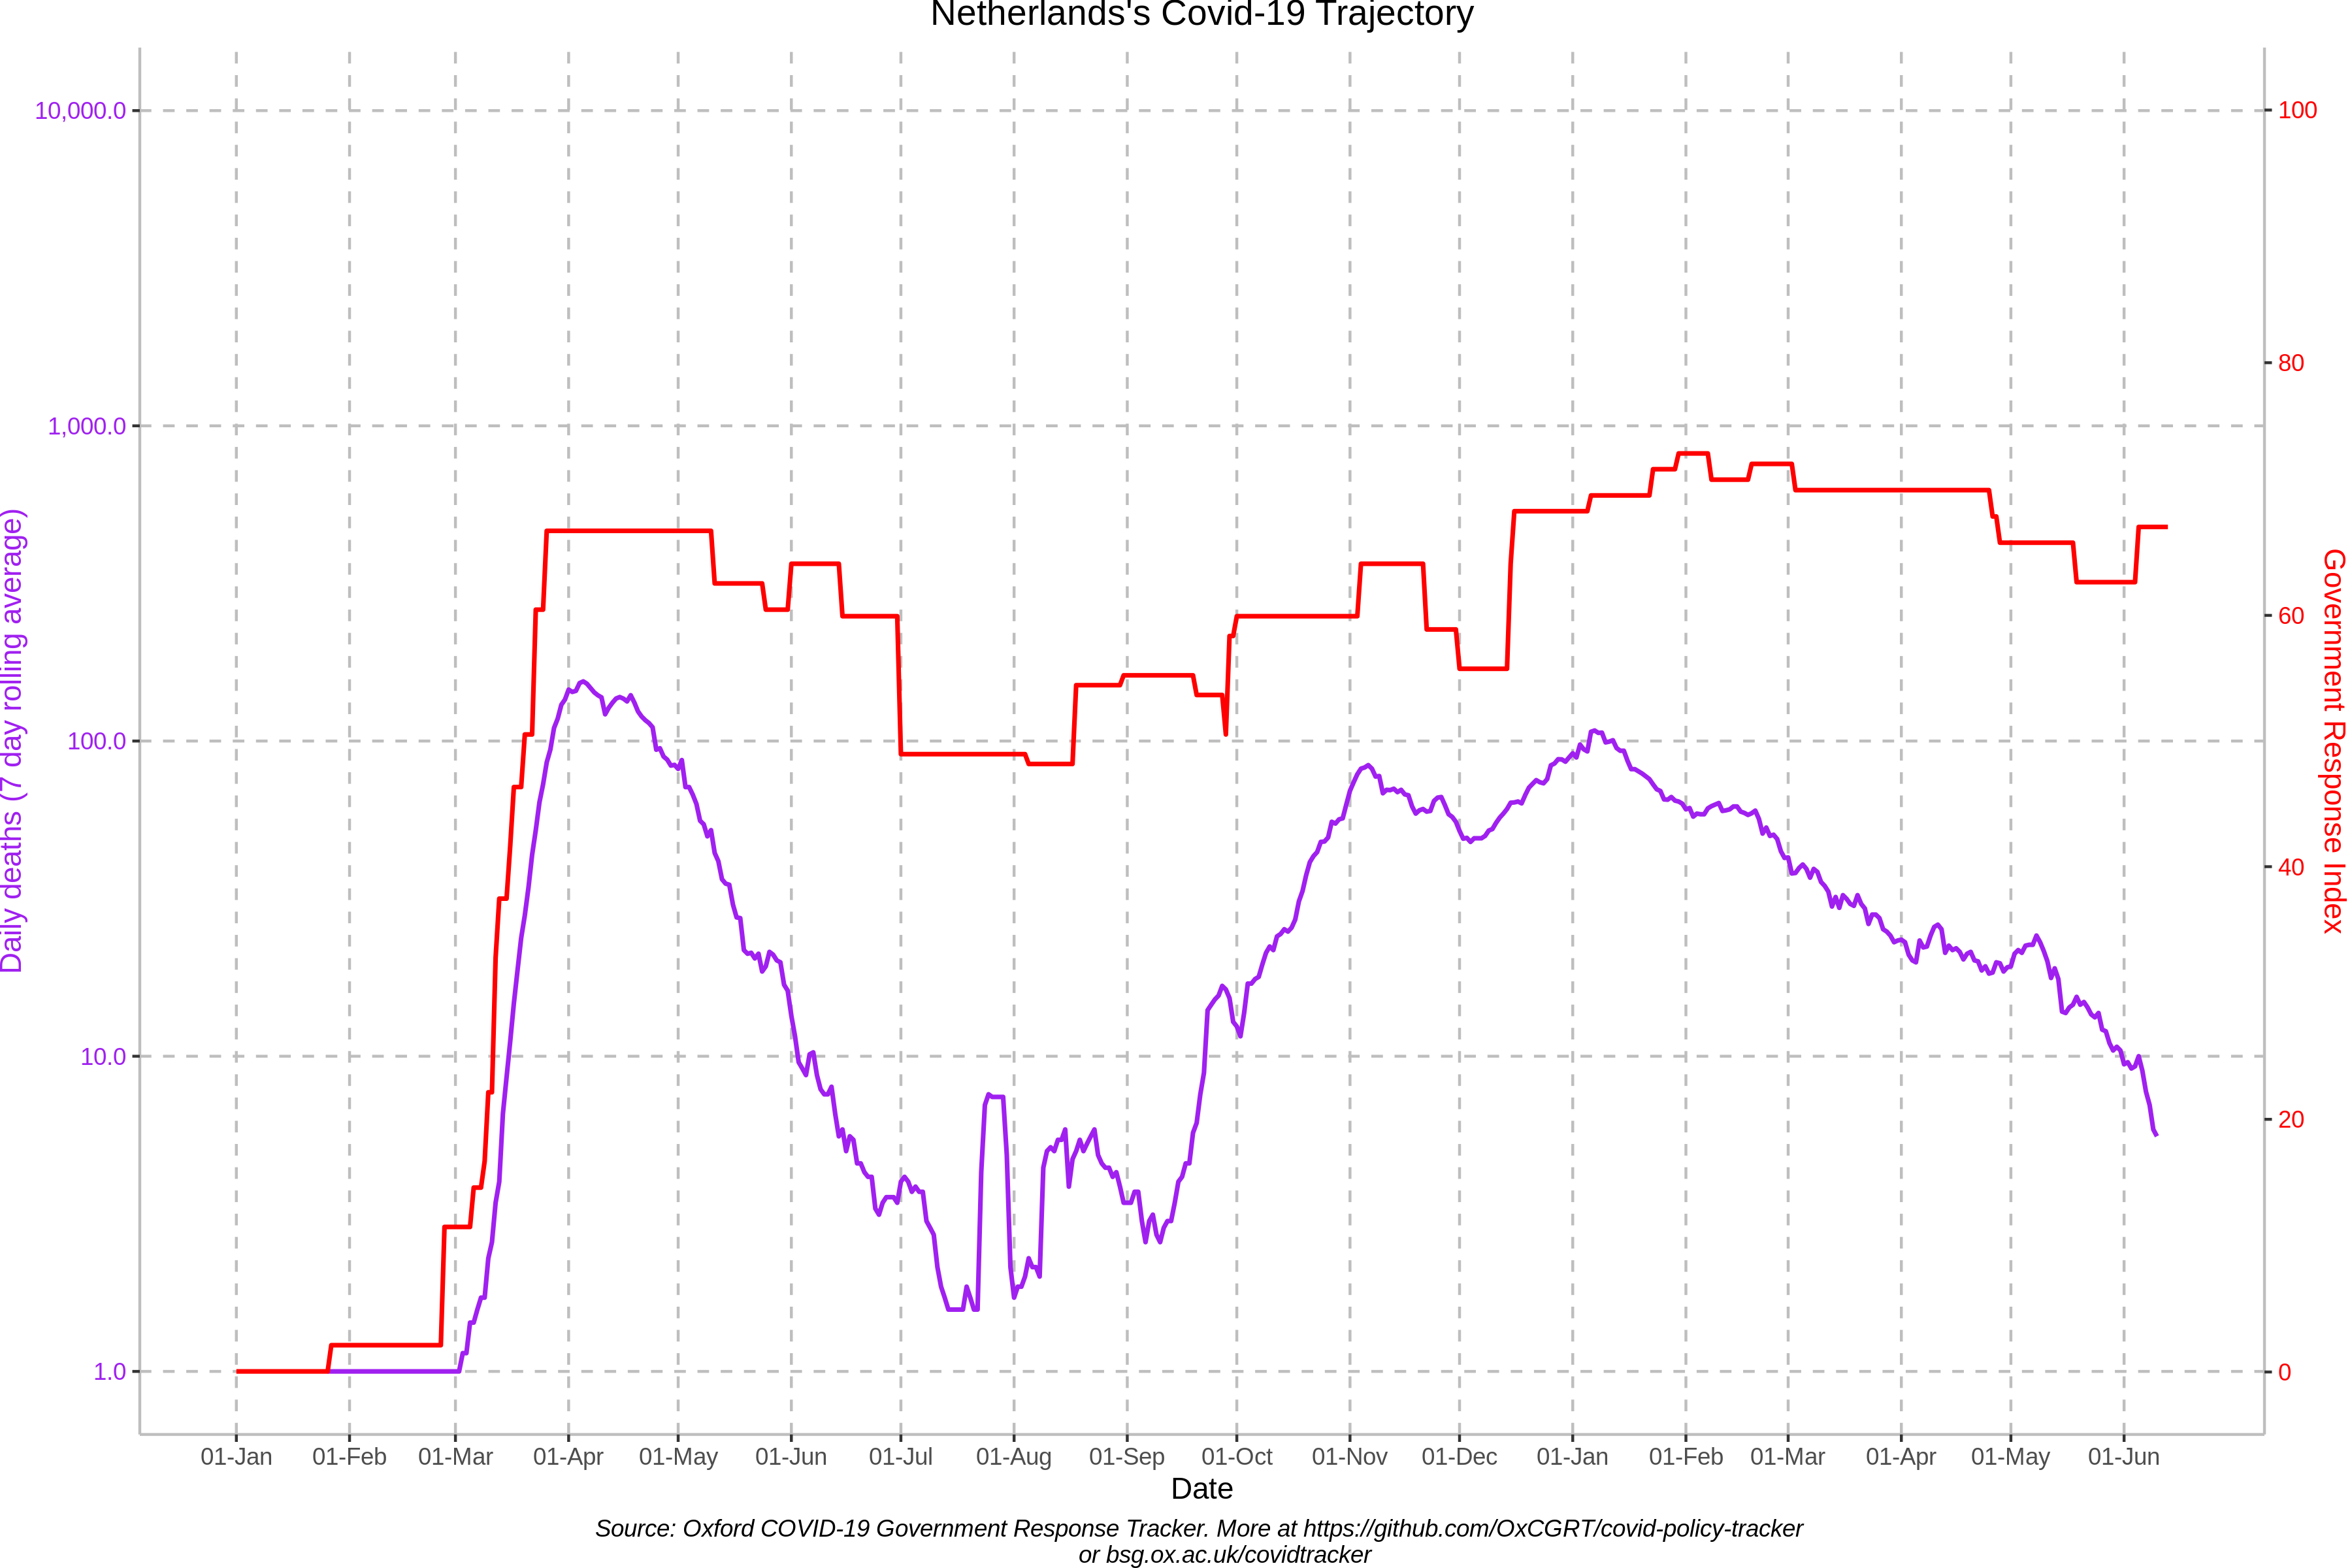 Netherlands's Covid-19 Trajectory
10,000.0
1,000.0
100.0
10.0
1.0
Daily deaths (7 day rolling average)
100
80
60
40
20
0
Government Response Index
01-Jan 01-Feb 01-Mar 01-Apr 01-May 01-Jun 01-Jul 01-Aug 01-Sep 01-Oct 01-Nov 01-Dec 01-Jan 01-Feb 01-Mar 01-Apr 01-May 01-Jun
Date
Source: Oxford COVID-19 Government Response Tracker. More at https://github.com/OxCGRT/covid-policy-tracker
or bsg.ox.ac.uk/covidtracker